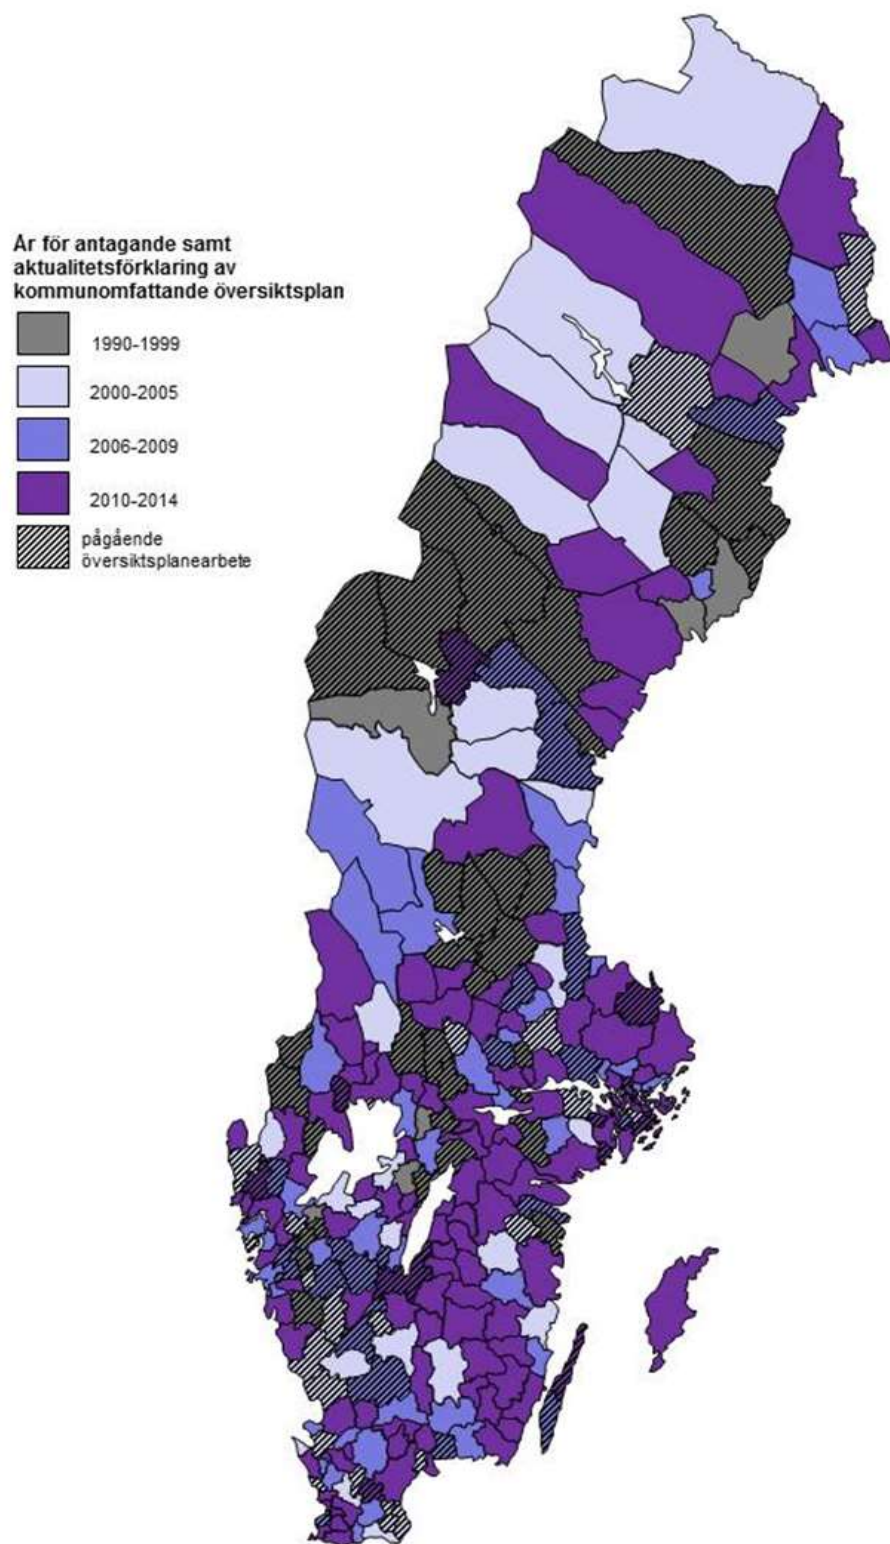 År för antagande samt
aktualitetsförklaring av
kommunomfattande översiktsplan
1990-1999
2000-2005
2006-2009
2010-2014
pågående
översiktsplanearbete